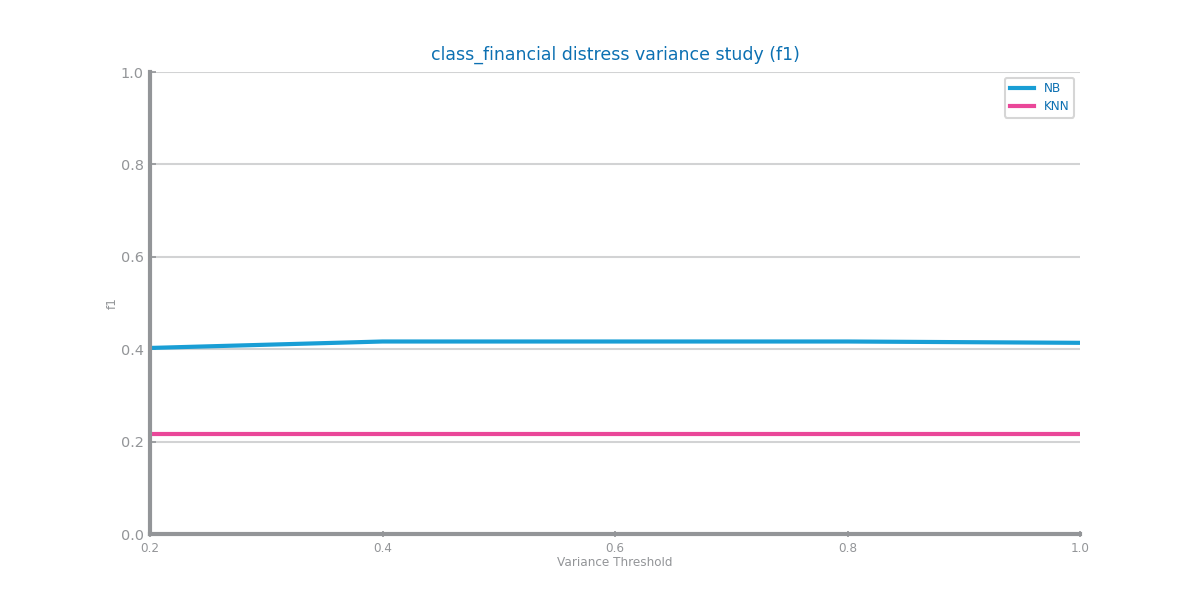 class_financial distress variance study (f1)
NB
KNN
1.0
0.8
0.6
0.4
0.2
0.0
f1
0.2 0.4 0.6 0.8 1.0
Variance Threshold